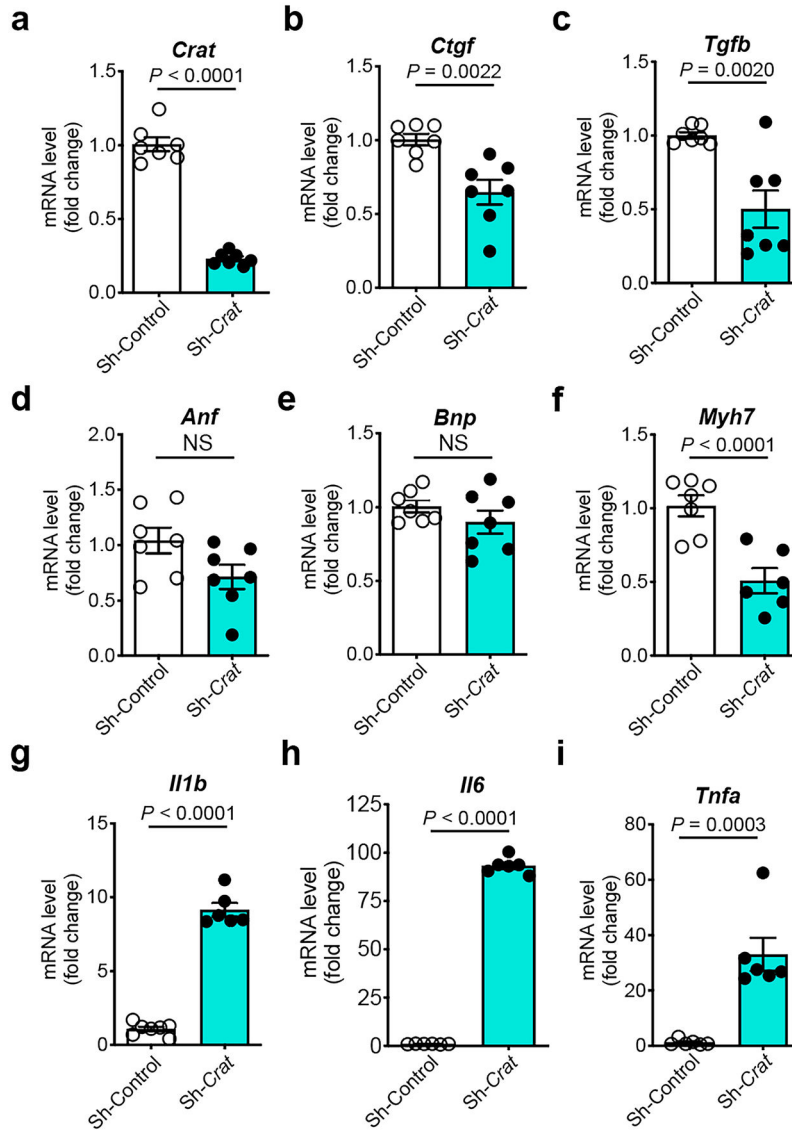 a
Crat
P < 0.0001
mRNA level
(fold change)
1.5
1.0
0.5
0.0
Sh-Control
Sh-Crat
b
Ctgf
P = 0.0022
mRNA level
(fold change)
1.5
1.0
0.5
0.0
Sh-Control
Sh-Crat
c
Tgfb
P = 0.0020
mRNA level
(fold change)
1.5
1.0
0.5
0.0
Sh-Control
Sh-Crat
d
Anf
NS
mRNA level
(fold change)
2.0
1.5
1.0
0.5
0.0
Sh-Control
Sh-Crat
e
Bnp
NS
mRNA level
(fold change)
1.5
1.0
0.5
0.0
Sh-Control
Sh-Crat
f
Myh7
P < 0.0001
mRNA level
(fold change)
1.5
1.0
0.5
0.0
Sh-Control
Sh-Crat
g
Il1b
P < 0.0001
mRNA level
(fold change)
15
10
5
0
Sh-Control
Sh-Crat
h
Il6
P < 0.0001
mRNA level
(fold change)
125
100
75
50
25
0
Sh-Control
Sh-Crat
i
Tnfa
P = 0.0003
mRNA level
(fold change)
80
60
40
20
0
Sh-Control
Sh-Crat